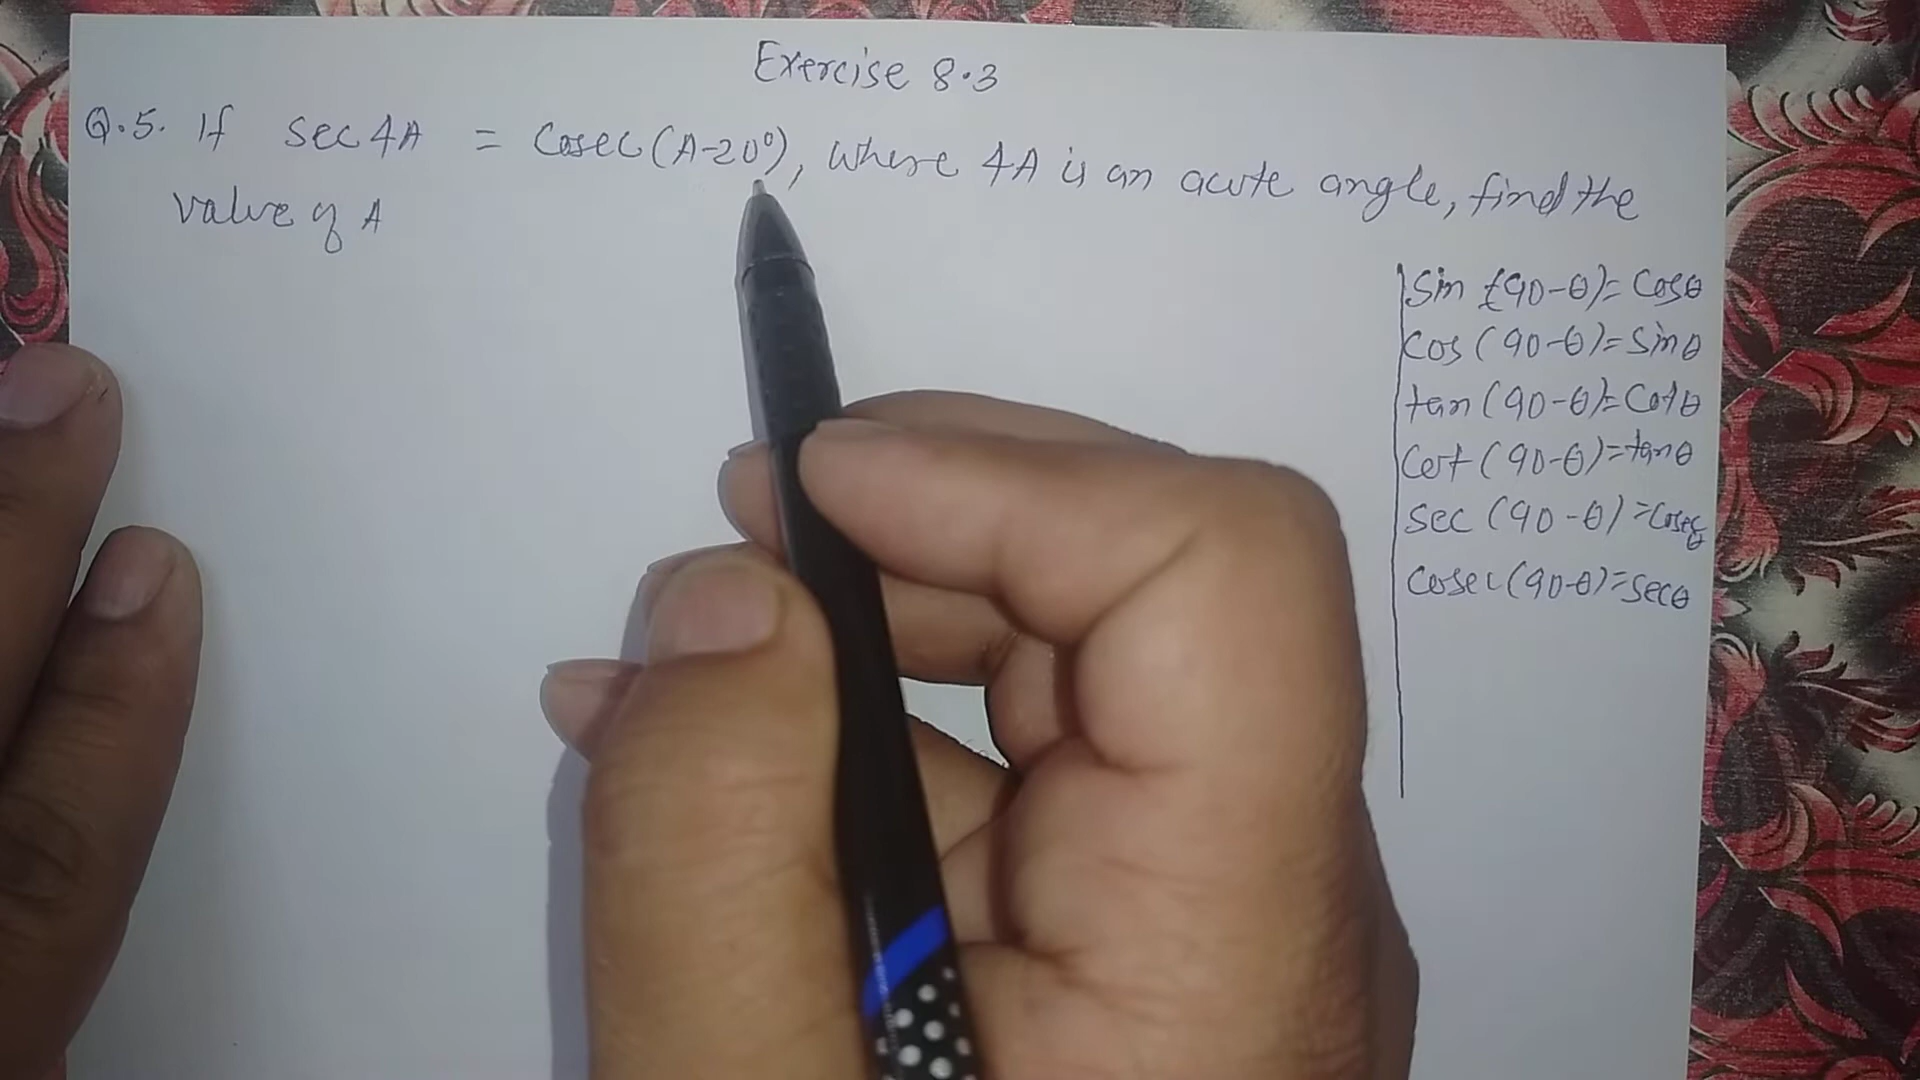 Exercise 8.3
Q.5. If sec 4A = Cosec (A-20°), where 4A is an acute angle, find the
value of A
Sin (90-θ)= Cosθ
Cos (90-θ)= Sinθ
tan (90-θ)= Cotθ
Cot (90-θ)=tanθ
Sec (90-θ)=Cosecθ
Cosec (90-θ)=Secθ